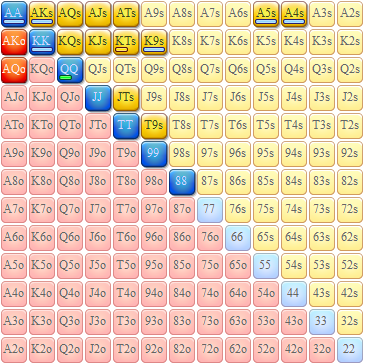 AA AKs AQs AJs ATs A9s A8s A7s A6s A5s A4s A3s A2s
AKo KK KQs KJs KTs K9s K8s K7s K6s K5s K4s K3s K2s
AQo KQo QQ QJs QTs Q9s Q8s Q7s Q6s Q5s Q4s Q3s Q2s
AJo KJo QJo JJ JTs J9s J8s J7s J6s J5s J4s J3s J2s
ATo KTo QTo JTo TT T9s T8s T7s T6s T5s T4s T3s T2s
A9o K9o Q9o J9o T9o 99 98s 97s 96s 95s 94s 93s 92s
A8o K8o Q8o J8o T8o 98o 88 87s 86s 85s 84s 83s 82s
A7o K7o Q7o J7o T7o 97o 87o 77 76s 75s 74s 73s 72s
A6o K6o Q6o J6o T6o 96o 86o 76o 66 65s 64s 63s 62s
A5o K5o Q5o J5o T5o 95o 85o 75o 65o 55 54s 53s 52s
A4o K4o Q4o J4o T4o 94o 84o 74o 64o 54o 44 43s 42s
A3o K3o Q3o J3o T3o 93o 83o 73o 63o 53o 43o 33 32s
A2o K2o Q2o J2o T2o 92o 82o 72o 62o 52o 42o 32o 22